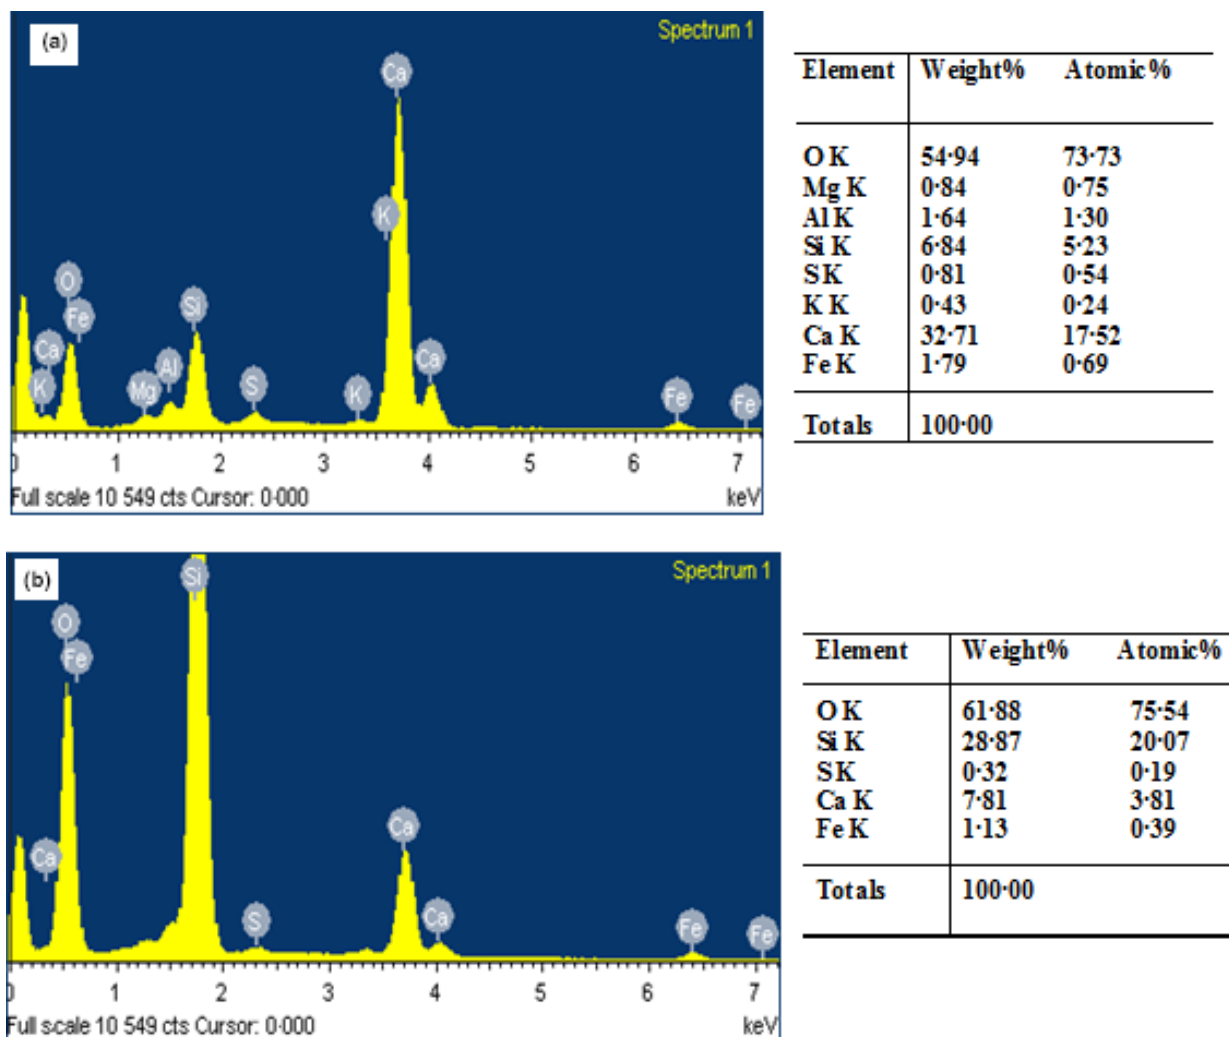 (a)
Spectrum 1
Ca
K
O
Fe
Si
Ca
Al
Ca
K
Mg
S
K
Fe
Fe
0 1 2 3 4 5 6 7
Full scale 10 549 cts Cursor: 0·000 keV
Element Weight% Atomic%
O K 54·94 73·73
Mg K 0·84 0·75
Al K 1·64 1·30
Si K 6·84 5·23
S K 0·81 0·54
K K 0·43 0·24
Ca K 32·71 17·52
Fe K 1·79 0·69
Totals 100·00
(b)
Spectrum 1
Si
O
Fe
Ca
Ca
S
Ca
Fe
Fe
0 1 2 3 4 5 6 7
Full scale 10 549 cts Cursor: 0·000 keV
Element Weight% Atomic%
O K 61·88 75·54
Si K 28·87 20·07
S K 0·32 0·19
Ca K 7·81 3·81
Fe K 1·13 0·39
Totals 100·00